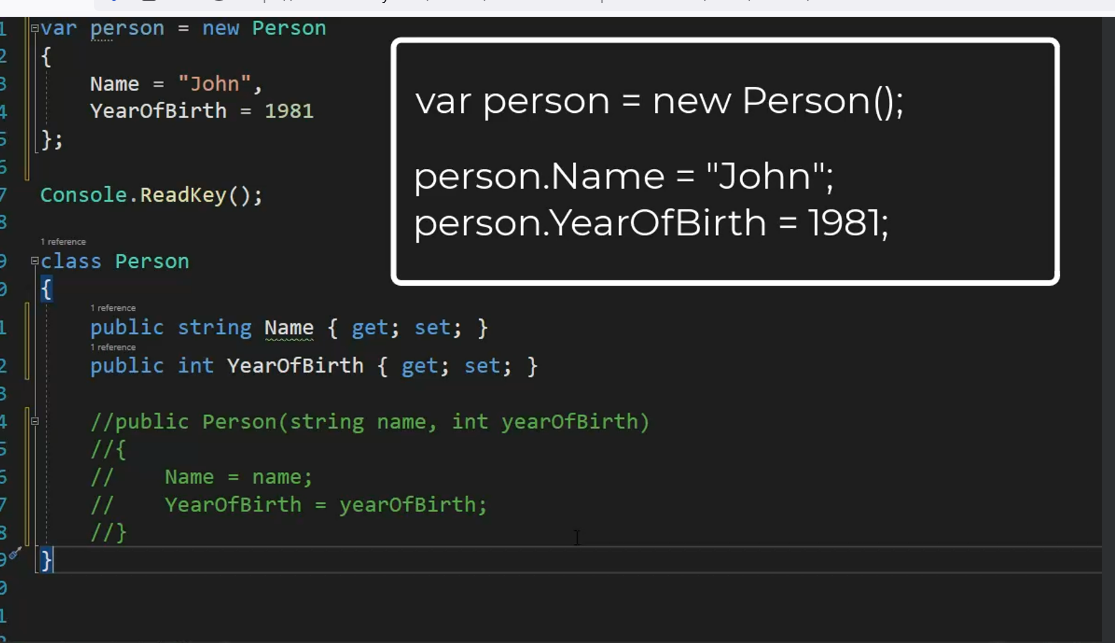 1 var person = new Person
2 {
3 Name = "John",
4 YearOfBirth = 1981
5 };
6
7 Console.ReadKey();
8
1 reference
9 class Person
0 {
1 reference
1 public string Name { get; set; }
1 reference
2 public int YearOfBirth { get; set; }
3
4 //public Person(string name, int yearOfBirth)
5 //{
6 // Name = name;
7 // YearOfBirth = yearOfBirth;
8 //}
9 }
0
1
var person = new Person();
person.Name = "John";
person.YearOfBirth = 1981;